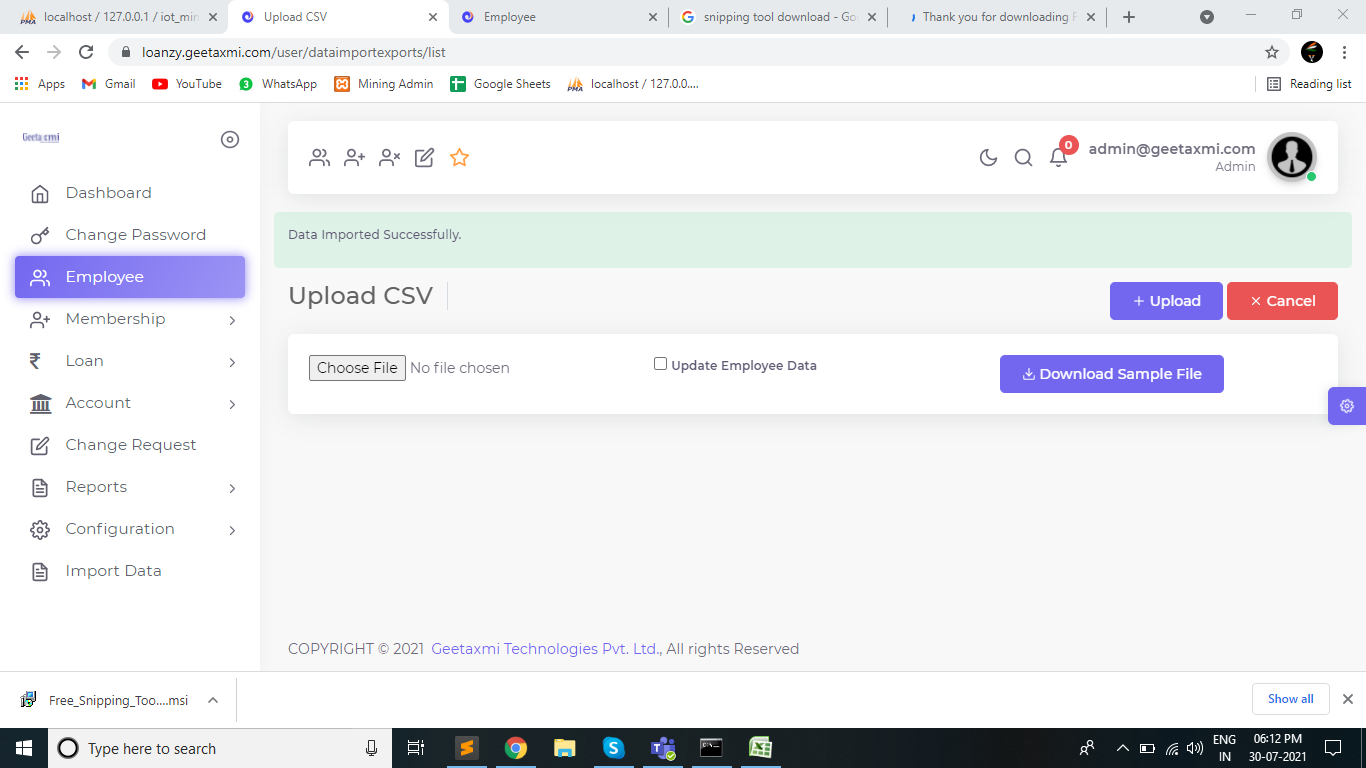 localhost / 127.0.0.1 / iot_min
Upload CSV
Employee
snipping tool download - Go
Thank you for downloading F
loanzy.geetaxmi.com/user/dataimportexports/list
Apps
Gmail
YouTube
3
WhatsApp
Mining Admin
Google Sheets
localhost / 127.0.0....
Reading list
Geetaxmi
0
admin@geetaxmi.com
Admin
Dashboard
Change Password
Employee
Membership
Loan
Account
Change Request
Reports
Configuration
Import Data
Data Imported Successfully.
Upload CSV
+ Upload
× Cancel
Choose File No file chosen
Update Employee Data
Download Sample File
COPYRIGHT © 2021 Geetaxmi Technologies Pvt. Ltd., All rights Reserved
Free_Snipping_Too....msi
Show all
Type here to search
ENG
IN
06:12 PM
30-07-2021